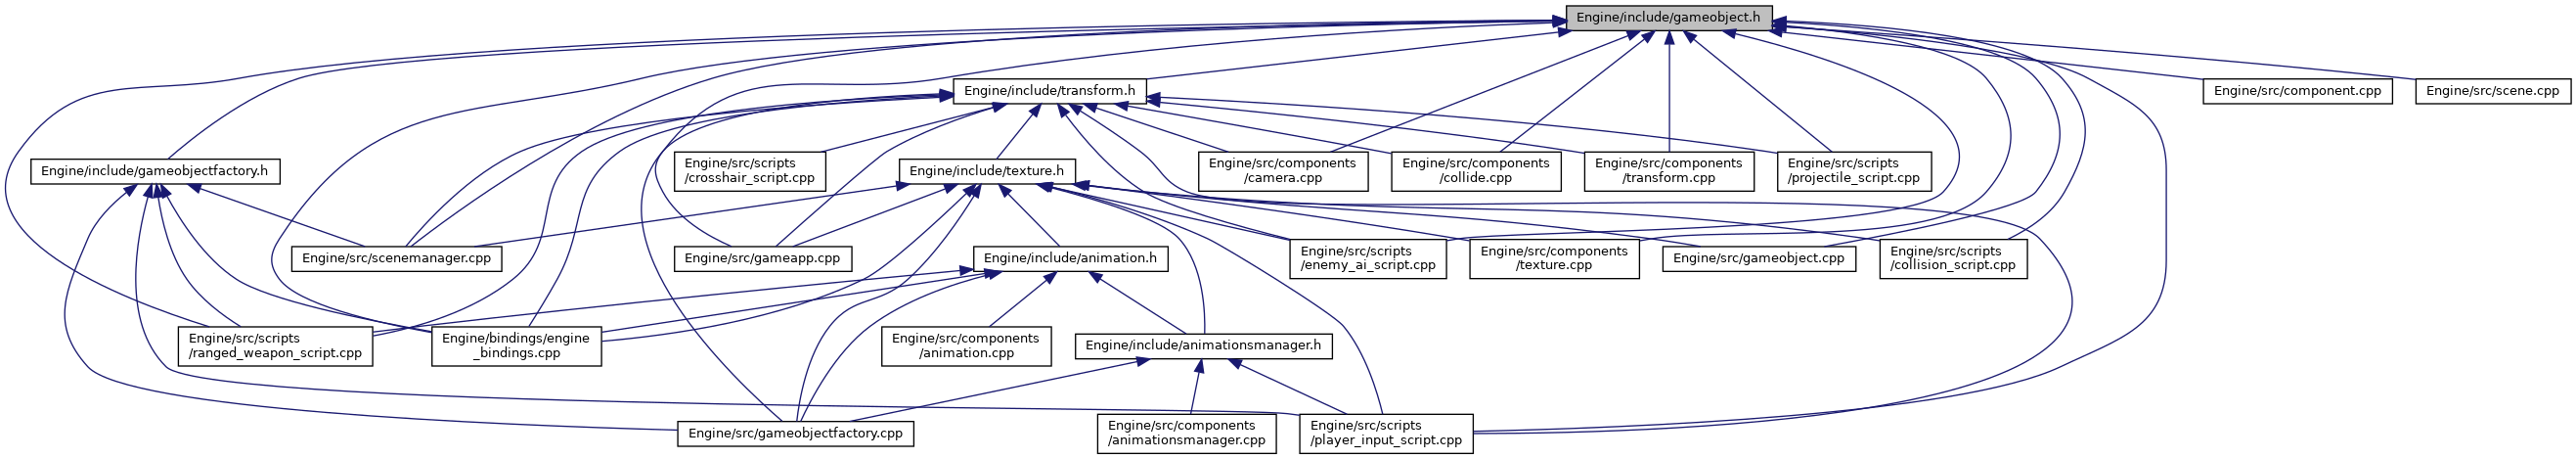 Engine/include/gameobject.h
Engine/include/transform.h
Engine/src/component.cpp
Engine/src/scene.cpp
Engine/include/gameobjectfactory.h
Engine/src/scripts
/crosshair_script.cpp
Engine/include/texture.h
Engine/src/components
/camera.cpp
Engine/src/components
/collide.cpp
Engine/src/components
/transform.cpp
Engine/src/scripts
/projectile_script.cpp
Engine/src/scenemanager.cpp
Engine/src/gameapp.cpp
Engine/include/animation.h
Engine/src/scripts
/enemy_ai_script.cpp
Engine/src/components
/texture.cpp
Engine/src/gameobject.cpp
Engine/src/scripts
/collision_script.cpp
Engine/src/scripts
/ranged_weapon_script.cpp
Engine/bindings/engine
_bindings.cpp
Engine/src/components
/animation.cpp
Engine/include/animationsmanager.h
Engine/src/gameobjectfactory.cpp
Engine/src/components
/animationsmanager.cpp
Engine/src/scripts
/player_input_script.cpp